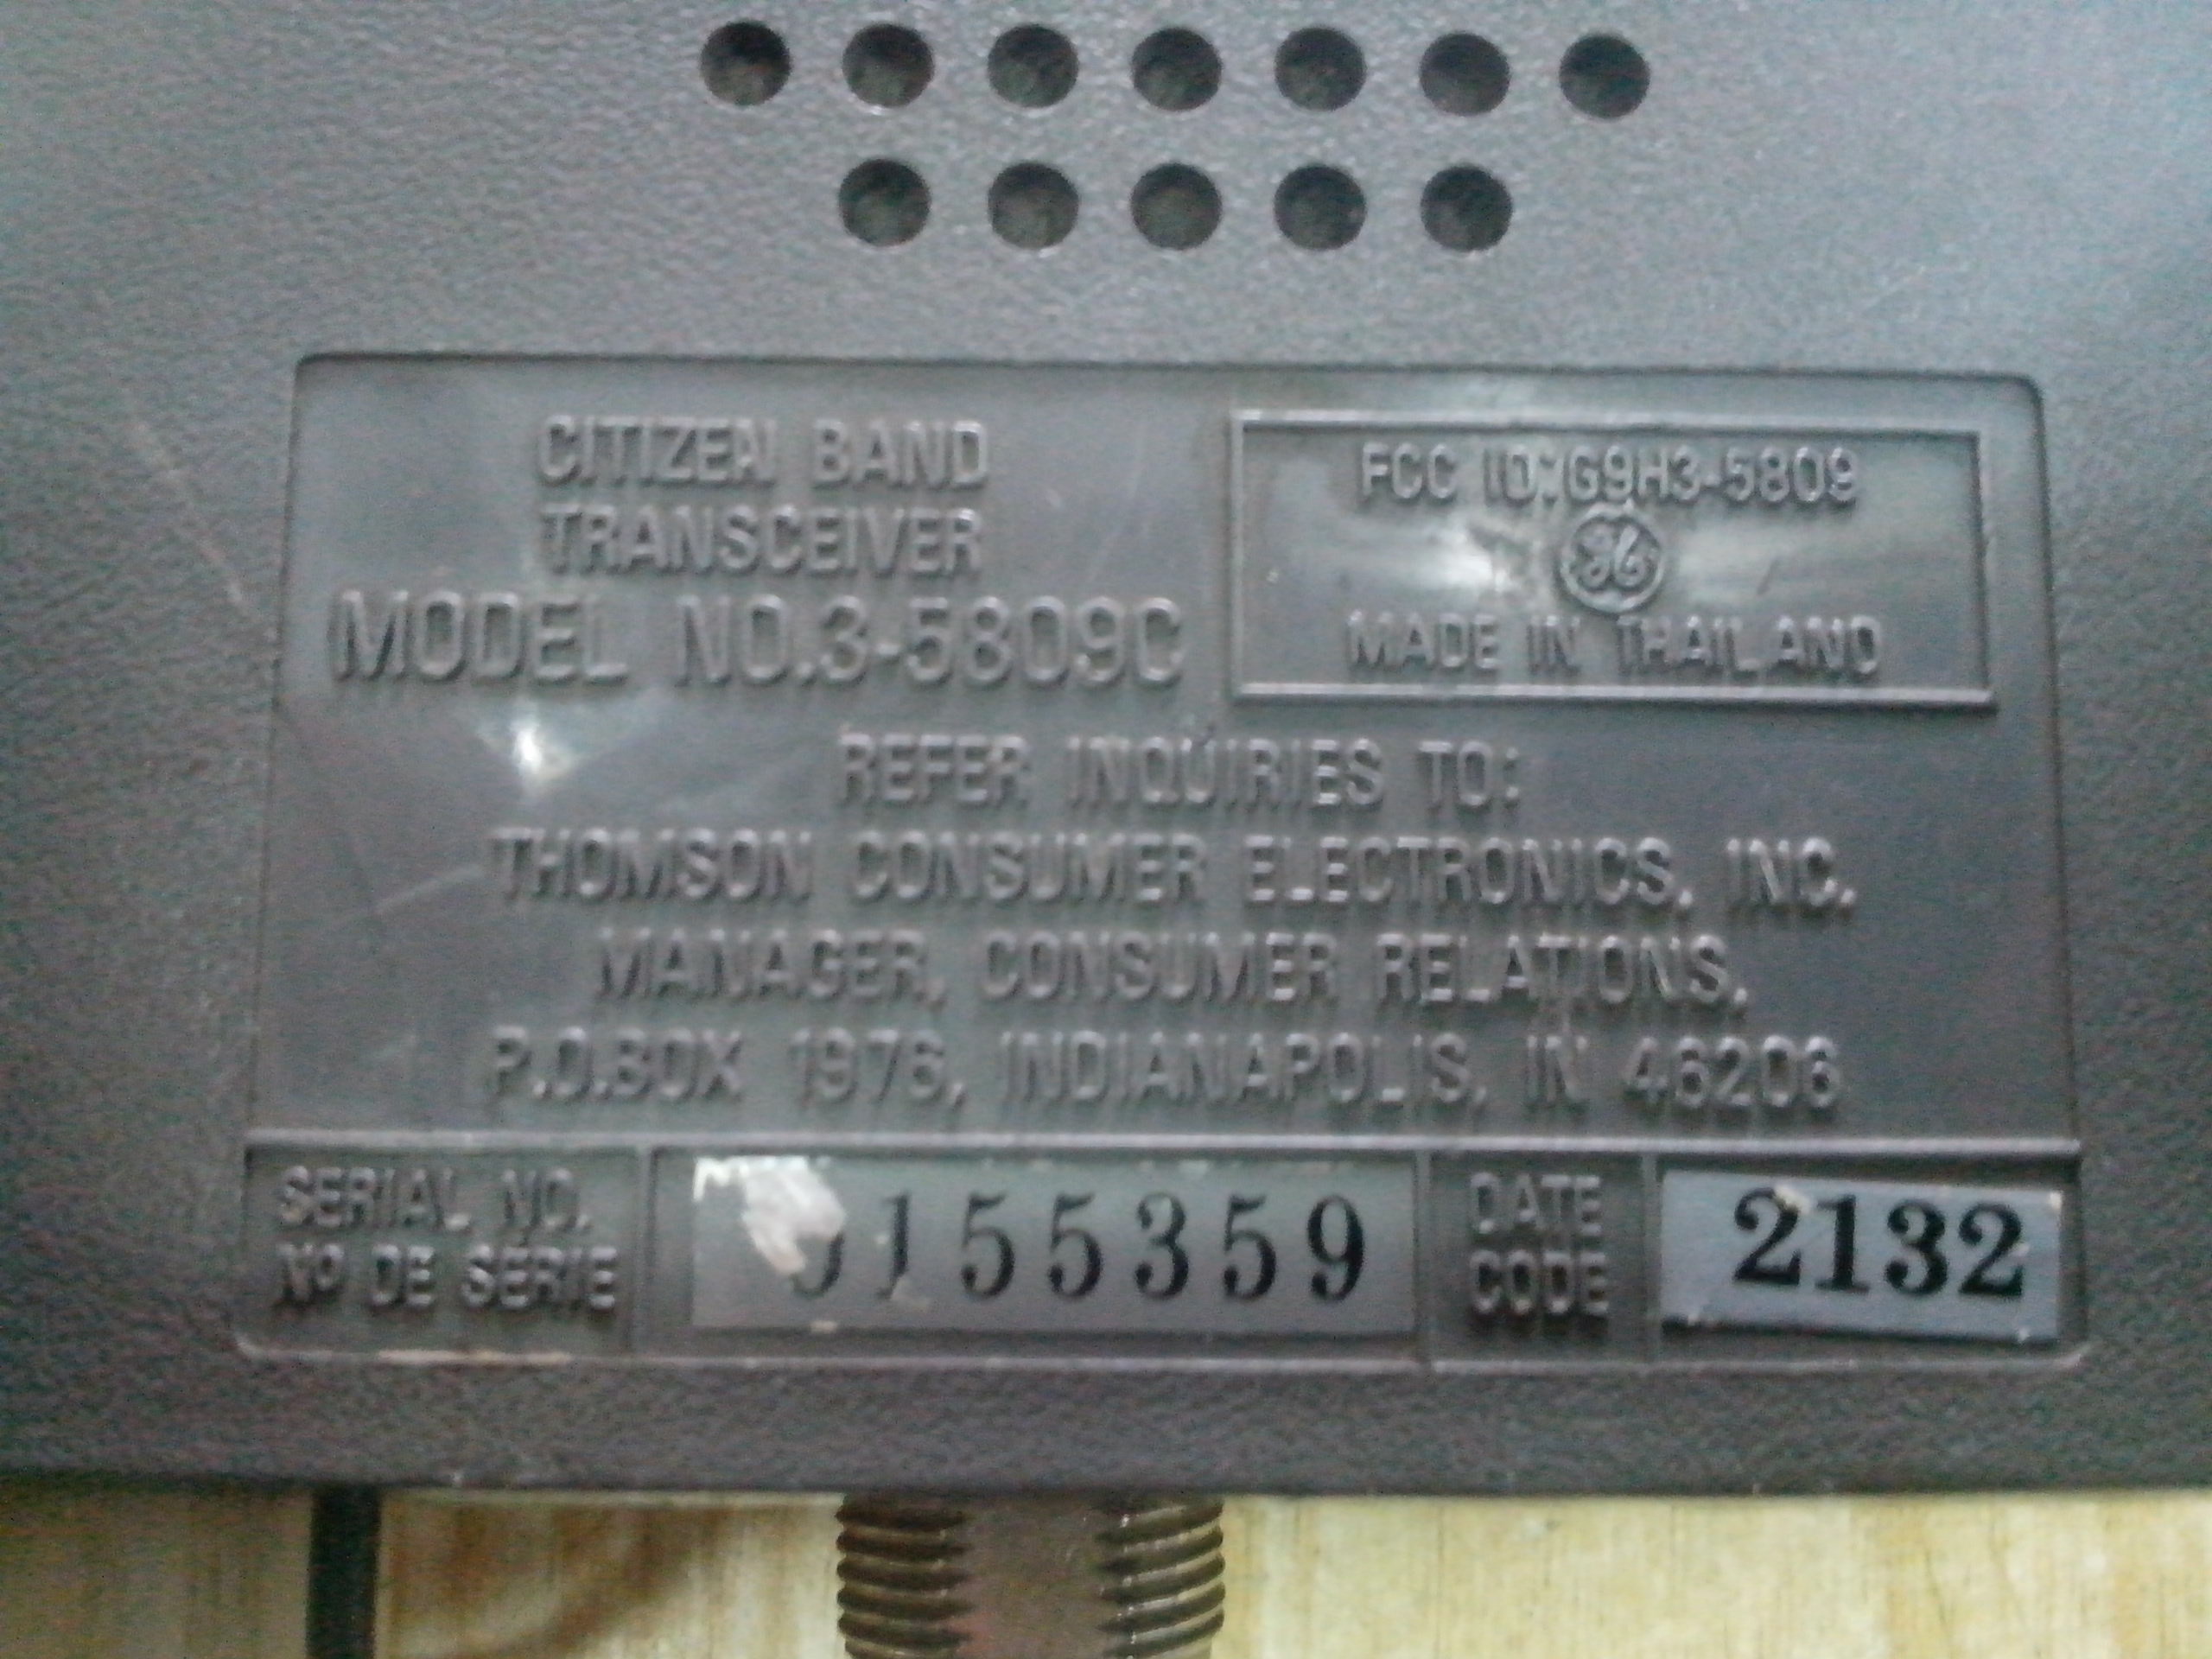 CITIZEN BAND
TRANSCEIVER
MODEL NO.3-5809C
FCC ID:G9H3-5809
GE
MADE IN THAILAND
REFER INQUIRIES TO:
THOMSON CONSUMER ELECTRONICS, INC.
MANAGER, CONSUMER RELATIONS,
P.O.BOX 1976, INDIANAPOLIS, IN 46206
SERIAL NO.
Nº DE SERIE
DATE
CODE
2132